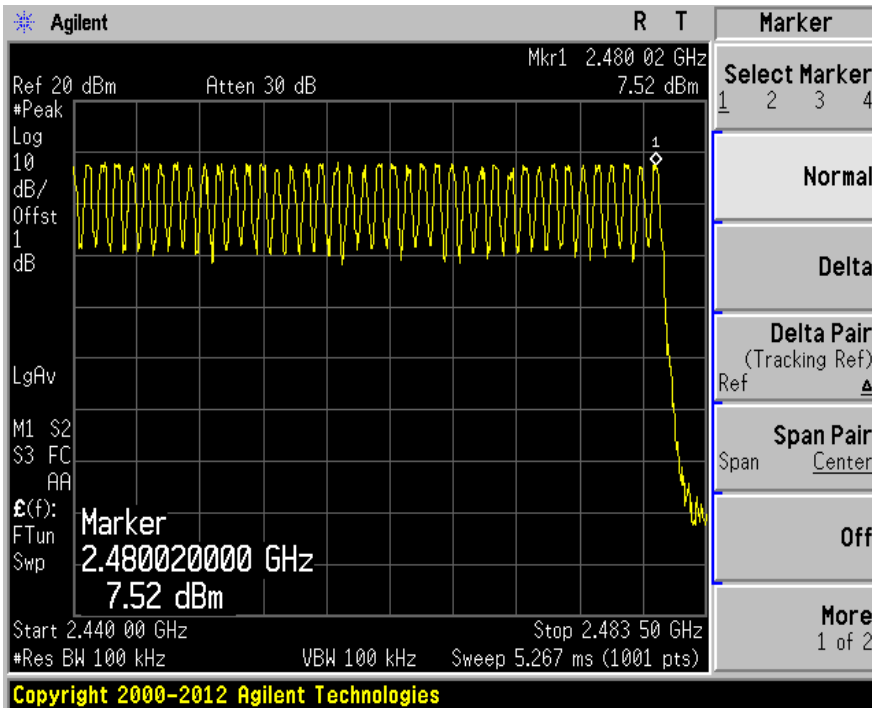 Agilent R T Marker
Mkr1 2.480 02 GHz
Ref 20 dBm Atten 30 dB 7.52 dBm
#Peak
Log
10
dB/
Offst
1
dB
1
LgAv
M1 S2
S3 FC
AA
£(f):
FTun
Swp
Marker
2.480020000 GHz
7.52 dBm
Start 2.440 00 GHz Stop 2.483 50 GHz
#Res BW 100 kHz VBW 100 kHz Sweep 5.267 ms (1001 pts)
Select Marker
1 2 3 4
Normal
Delta
Delta Pair
(Tracking Ref)
Ref Δ
Span Pair
Span Center
Off
More
1 of 2
Copyright 2000-2012 Agilent Technologies